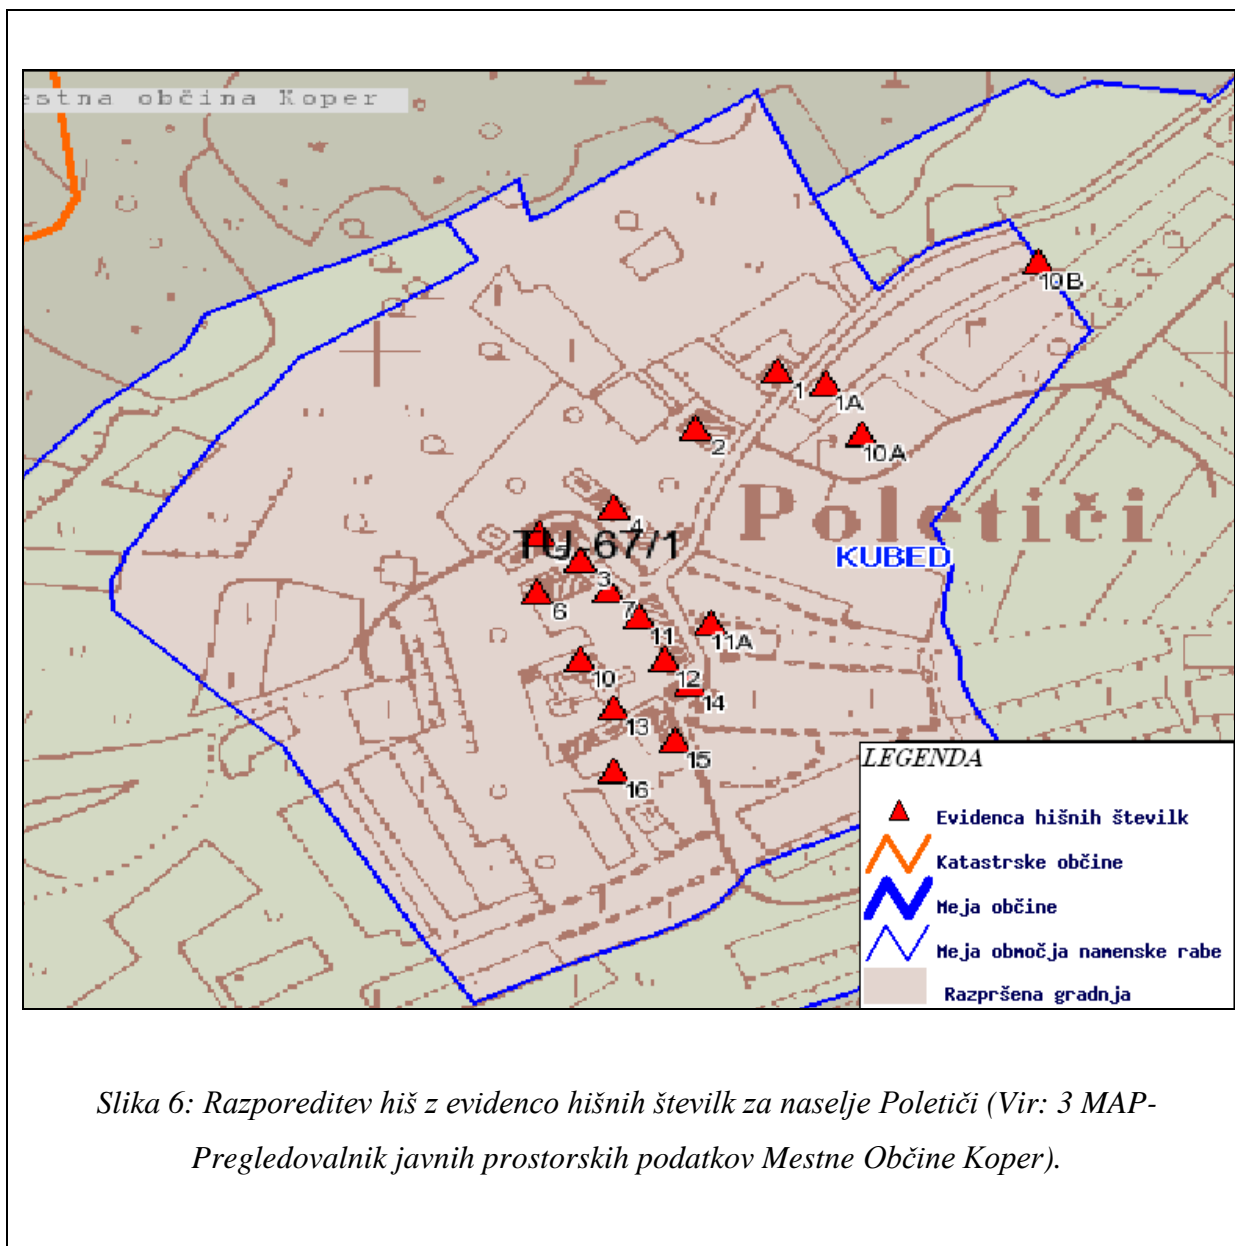 estna občina Koper
10B
1
1A
2
10A
Poletiči
4
TU-67/1
KUBED
5
3
6
7
11
11A
10
12
14
13
15
16
LEGENDA
Evidenca hišnih številk
Katastrske občine
Meja občine
Meja območja namenske rabe
Razpršena gradnja
Slika 6: Razporeditev hiš z evidenco hišnih številk za naselje Poletiči (Vir: 3 MAP-
Pregledovalnik javnih prostorskih podatkov Mestne Občine Koper).